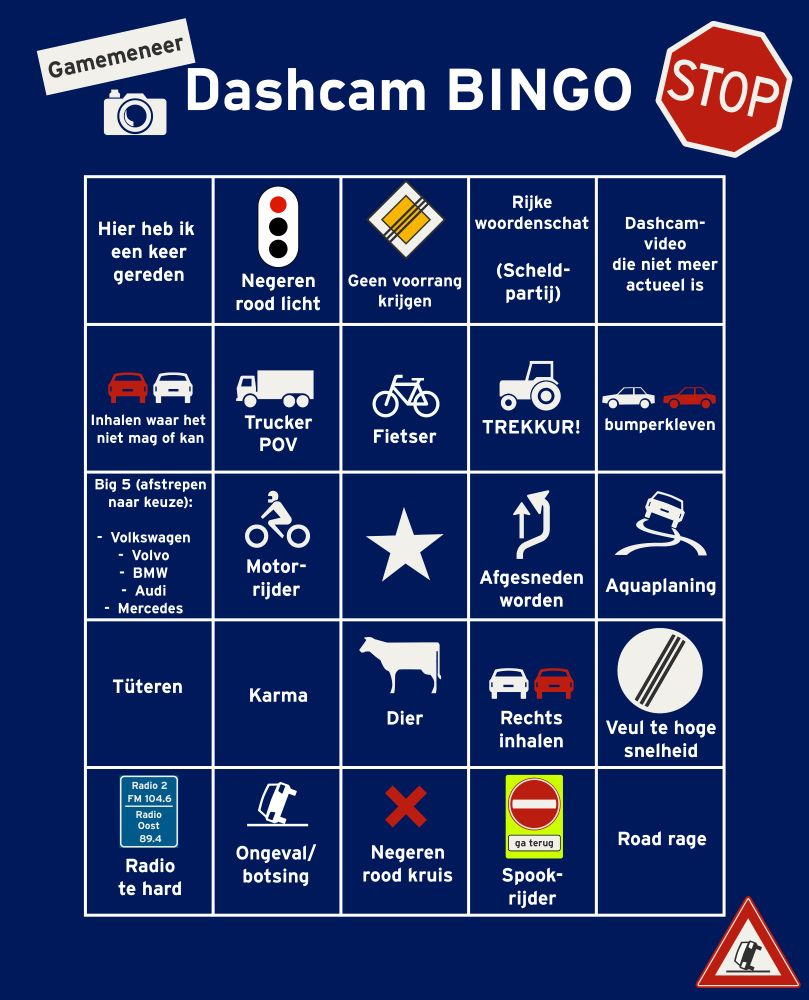 Gamemeneer
Dashcam BINGO
STOP
Hier heb ik
een keer
gereden
Negeren
rood licht
Geen voorrang
krijgen
Rijke
woordenschat
(Scheld-
partij)
Dashcam-
video
die niet meer
actueel is
Inhalen waar het
niet mag of kan
Trucker
POV
Fietser
TREKKUR!
bumperkleven
Big 5 (afstrepen
naar keuze):
- Volkswagen
- Volvo
- BMW
- Audi
- Mercedes
Motor-
rijder
Afgesneden
worden
Aquaplaning
Tüteren
Karma
Dier
Rechts
inhalen
Veul te hoge
snelheid
Radio 2
FM 104.6
Radio
Oost
89.4
Radio
te hard
Ongeval/
botsing
Negeren
rood kruis
ga terug
Spook-
rijder
Road rage